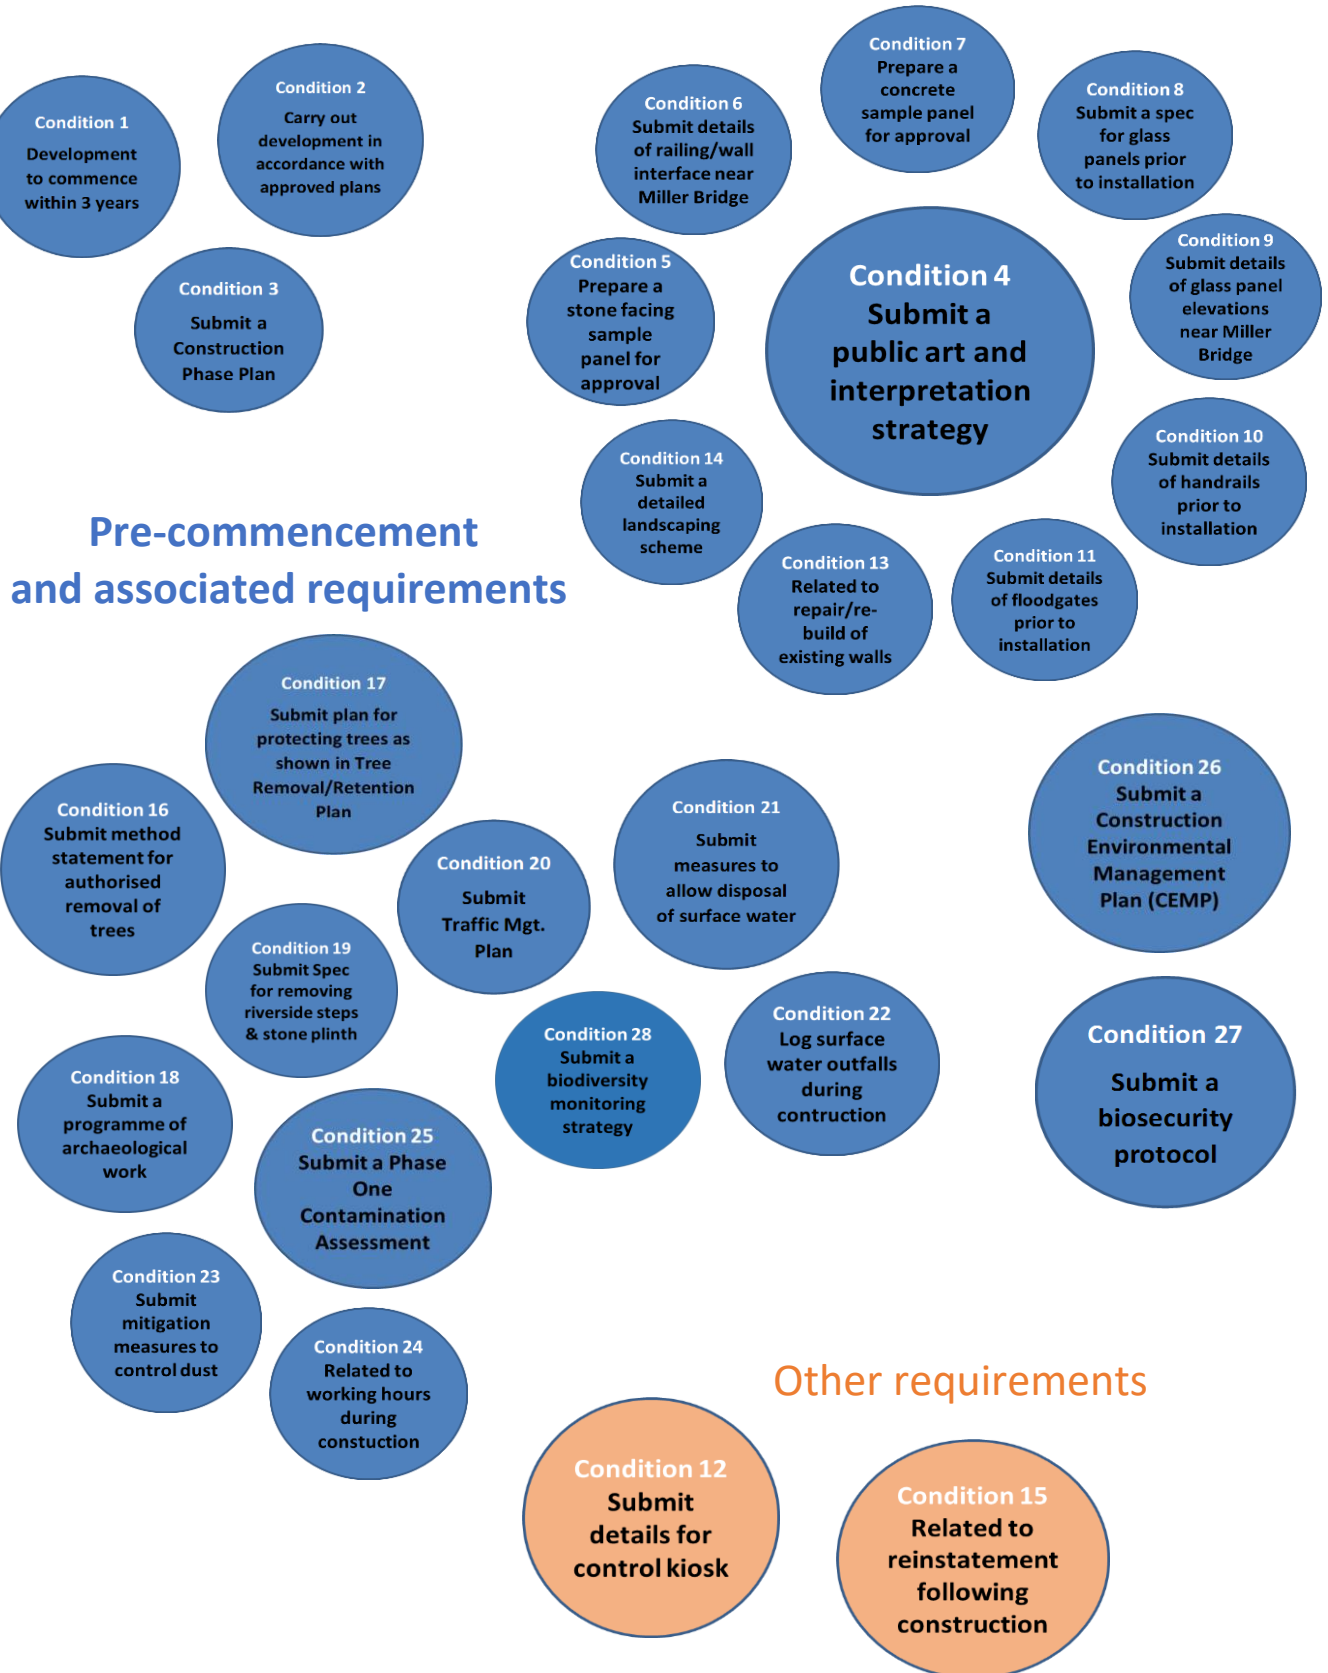 Condition 1
Development
to commence
within 3 years
Condition 2
Carry out
development in
accordance with
approved plans
Condition 3
Submit a
Construction
Phase Plan
Condition 7
Prepare a
concrete
sample panel
for approval
Condition 6
Submit details
of railing/wall
interface near
Miller Bridge
Condition 8
Submit a spec
for glass
panels prior
to installation
Condition 5
Prepare a
stone facing
sample
panel for
approval
Condition 4
Submit a
public art and
interpretation
strategy
Condition 9
Submit details
of glass panel
elevations
near Miller
Bridge
Condition 14
Submit a
detailed
landscaping
scheme
Condition 13
Related to
repair/re-
build of
existing walls
Condition 11
Submit details
of floodgates
prior to
installation
Condition 10
Submit details
of handrails
prior to
installation
Pre-commencement
and associated requirements
Condition 17
Submit plan for
protecting trees as
shown in Tree
Removal/Retention
Plan
Condition 16
Submit method
statement for
authorised
removal of
trees
Condition 20
Submit
Traffic Mgt.
Plan
Condition 21
Submit
measures to
allow disposal
of surface water
Condition 26
Submit a
Construction
Environmental
Management
Plan (CEMP)
Condition 19
Submit Spec
for removing
riverside steps
& stone plinth
Condition 28
Submit a
biodiversity
monitoring
strategy
Condition 22
Log surface
water outfalls
during
contruction
Condition 27
Submit a
biosecurity
protocol
Condition 18
Submit a
programme of
archaeological
work
Condition 25
Submit a Phase
One
Contamination
Assessment
Condition 23
Submit
mitigation
measures to
control dust
Condition 24
Related to
working hours
during
constuction
Other requirements
Condition 12
Submit
details for
control kiosk
Condition 15
Related to
reinstatement
following
construction